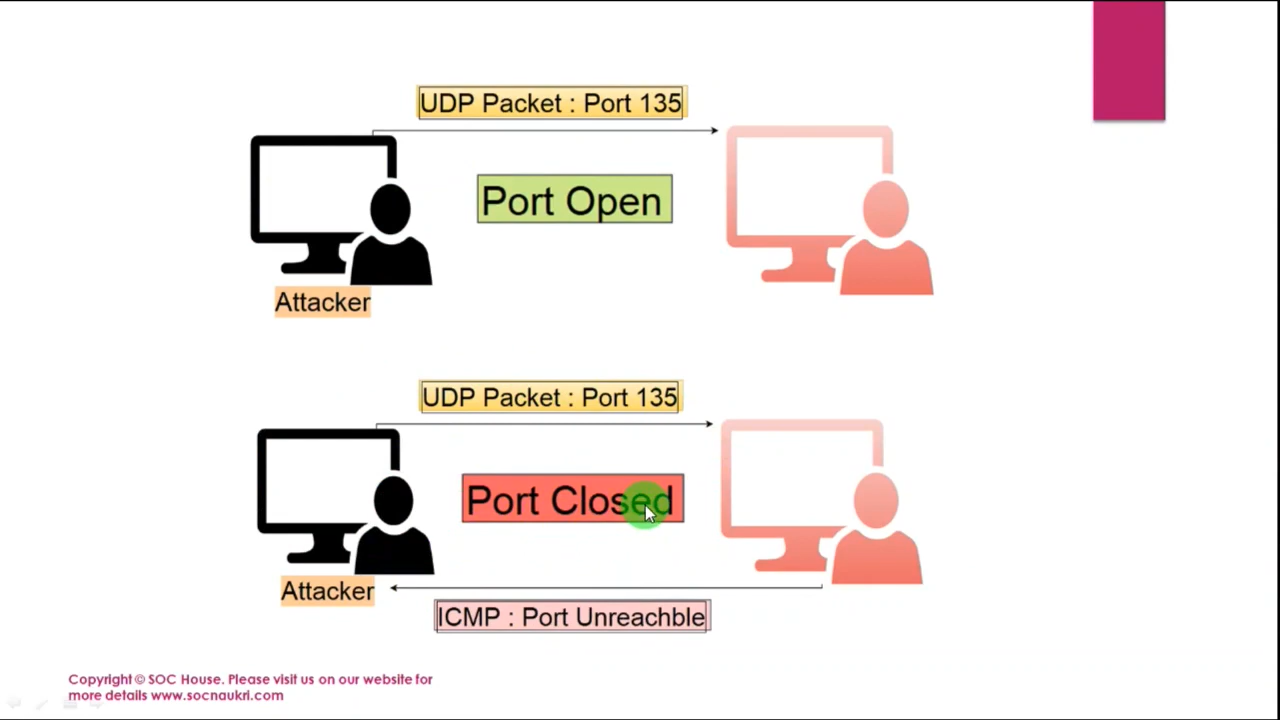 UDP Packet : Port 135
Port Open
Attacker
UDP Packet : Port 135
Port Closed
Attacker
ICMP : Port Unreachble
Copyright © SOC House. Please visit us on our website for
more details www.socnaukri.com